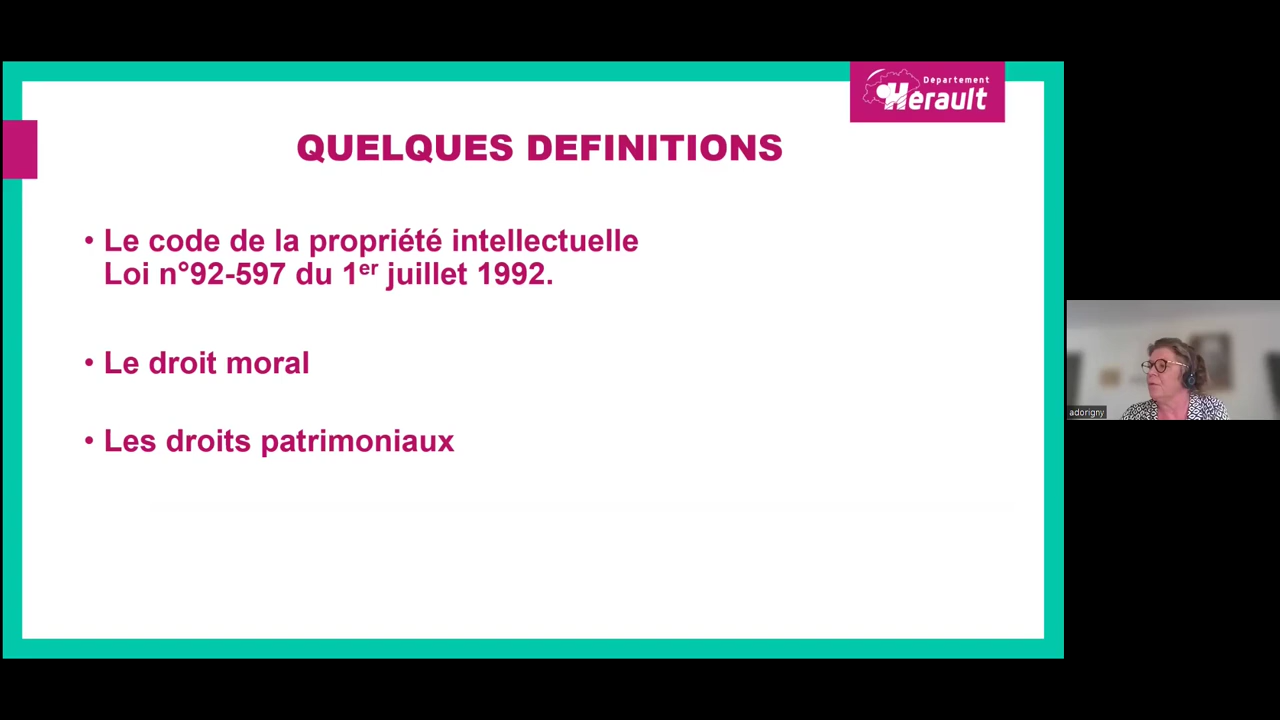 Departement
Hérault
QUELQUES DEFINITIONS
• Le code de la propriété intellectuelle
Loi n°92-597 du 1er juillet 1992.
• Le droit moral
• Les droits patrimoniaux
adorigny